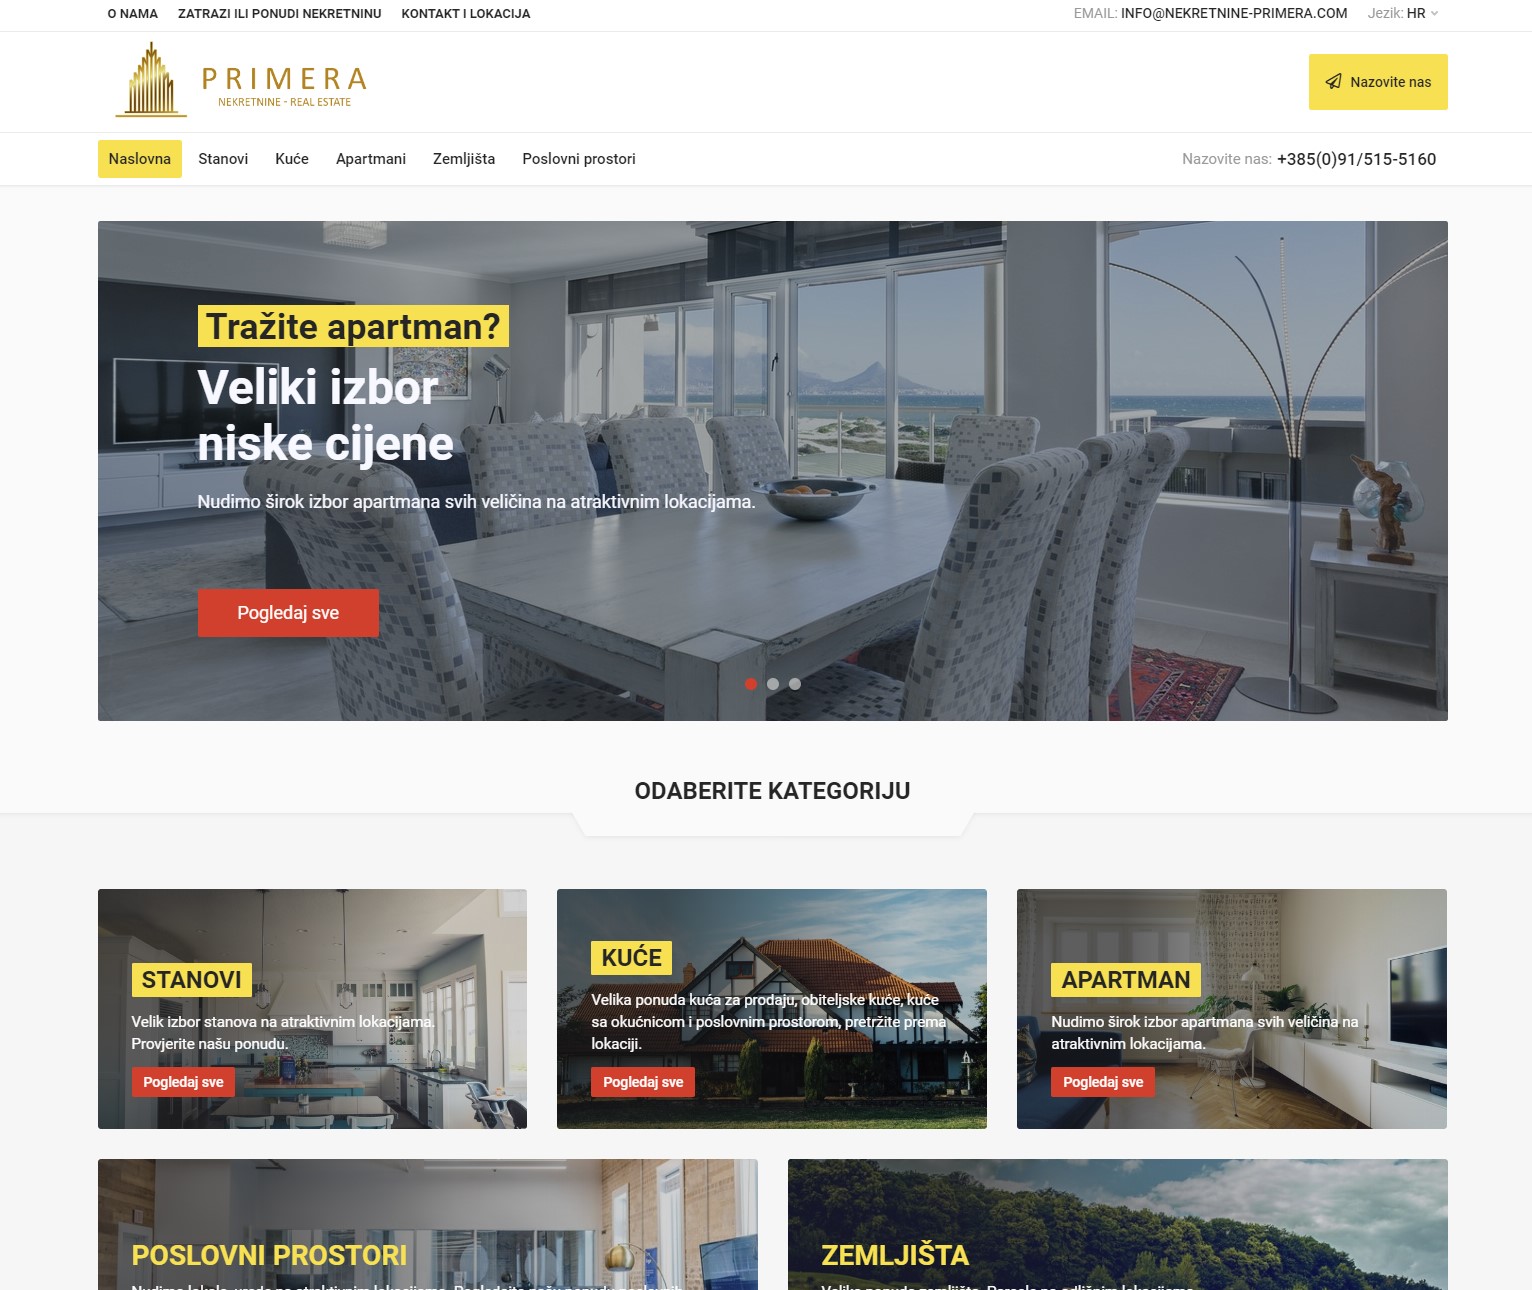 O NAMA ZATRAZI ILI PONUDI NEKRETNINU KONTAKT I LOKACIJA EMAIL: INFO@NEKRETNINE-PRIMERA.COM Jezik: HR
PRIMERA
NEKRETNINE - REAL ESTATE
Nazovite nas
Naslovna Stanovi Kuće Apartmani Zemljišta Poslovni prostori Nazovite nas: +385(0)91/515-5160
Tražite apartman?
Veliki izbor
niske cijene
Nudimo širok izbor apartmana svih veličina na atraktivnim lokacijama.
Pogledaj sve
ODABERITE KATEGORIJU
STANOVI
Velik izbor stanova na atraktivnim lokacijama.
Provjerite našu ponudu.
Pogledaj sve
KUĆE
Velika ponuda kuća za prodaju, obiteljske kuće, kuće
sa okućnicom i poslovnim prostorom, pretržite prema
lokaciji.
Pogledaj sve
APARTMAN
Nudimo širok izbor apartmana svih veličina na
atraktivnim lokacijama.
Pogledaj sve
POSLOVNI PROSTORI
ZEMLJIŠTA